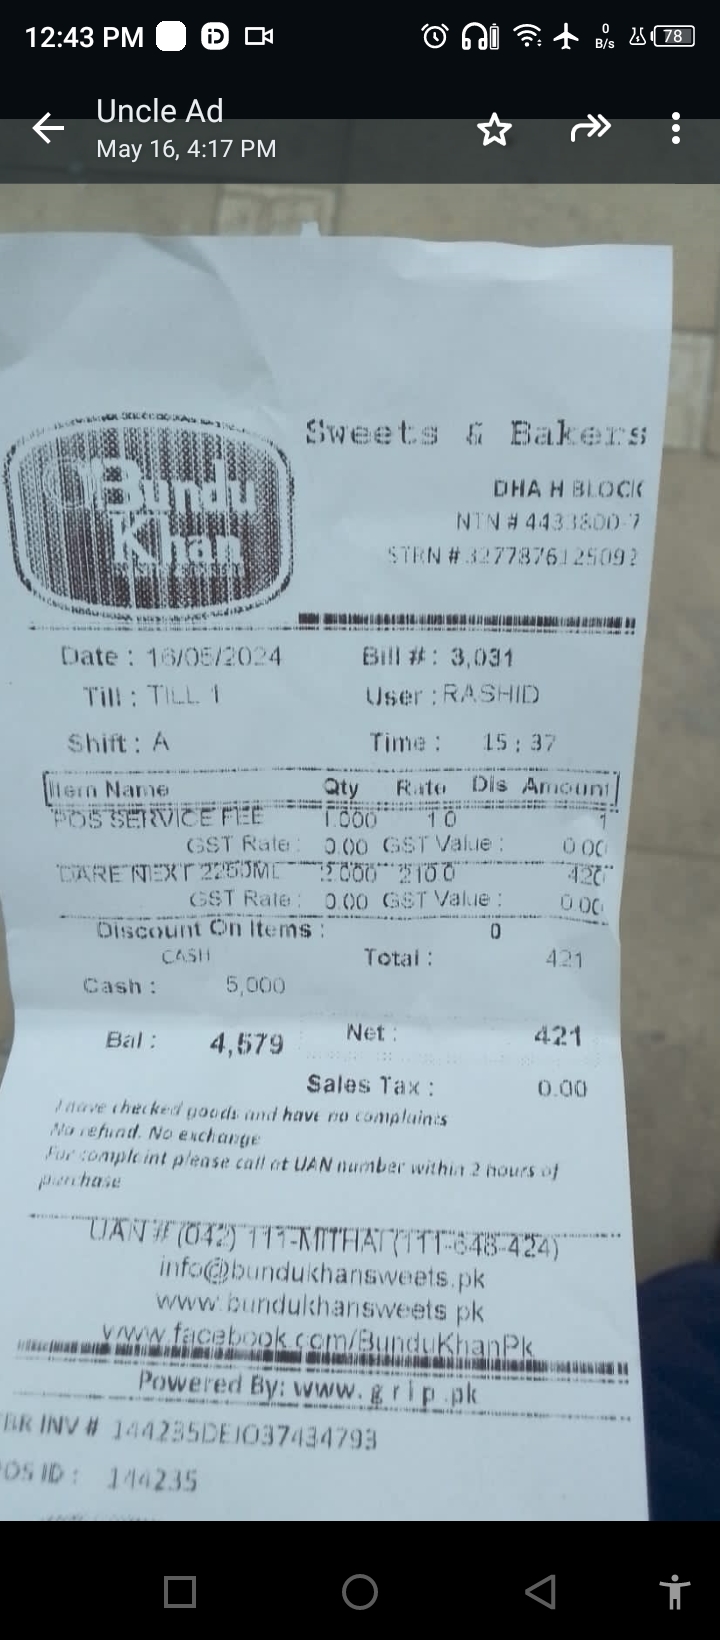 12:43 PM
0 B/s
78
Uncle Ad
May 16, 4:17 PM
Bundu
Khan
Sweets & Bakers
DHA H BLOCK
NTN # 4433800-7
STRN # 3277876125092
Date : 16/05/2024 Bill # : 3,031
Till : TILL 1 User : RASHID
Shift : A Time : 15 : 37
Item Name Qty Rate Dis Amount
POS SERVICE FEE 1.000 1.0 1
GST Rate : 0.00 GST Value : 0.00
NEXT 2250ML 2.000 210.0 420
GST Rate : 0.00 GST Value : 0.00
Discount On Items : 0
CASH Total : 421
Cash : 5,000
Bal : 4,579 Net : 421
Sales Tax : 0.00
I have checked goods and have no complaints
No refund. No exchange
For complaint please call at UAN number within 2 hours of
purchase
UAN # (042) 111-MITHAI (111-648-424)
info@bundukhansweets.pk
www.bundukhansweets.pk
www.facebook.com/BunduKhanPk
Powered By: www.grip.pk
BR INV # 144235DEJO37434793
OS ID : 144235